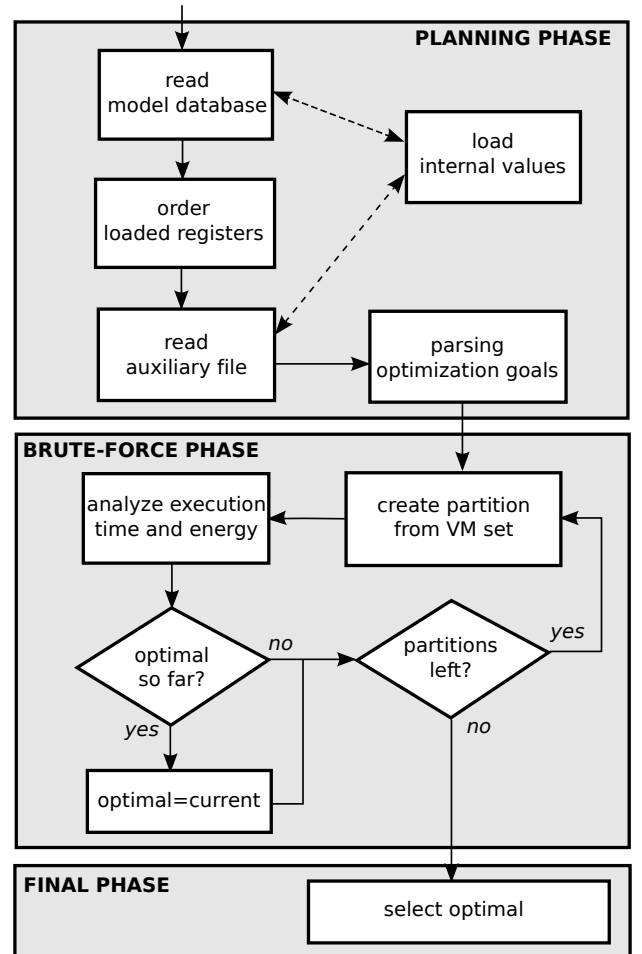 PLANNING PHASE
read
model database
load
internal values
order
loaded registers
read
auxiliary file
parsing
optimization goals
BRUTE-FORCE PHASE
analyze execution
time and energy
create partition
from VM set
optimal
so far?
no
partitions
left?
yes
yes
no
optimal=current
FINAL PHASE
select optimal